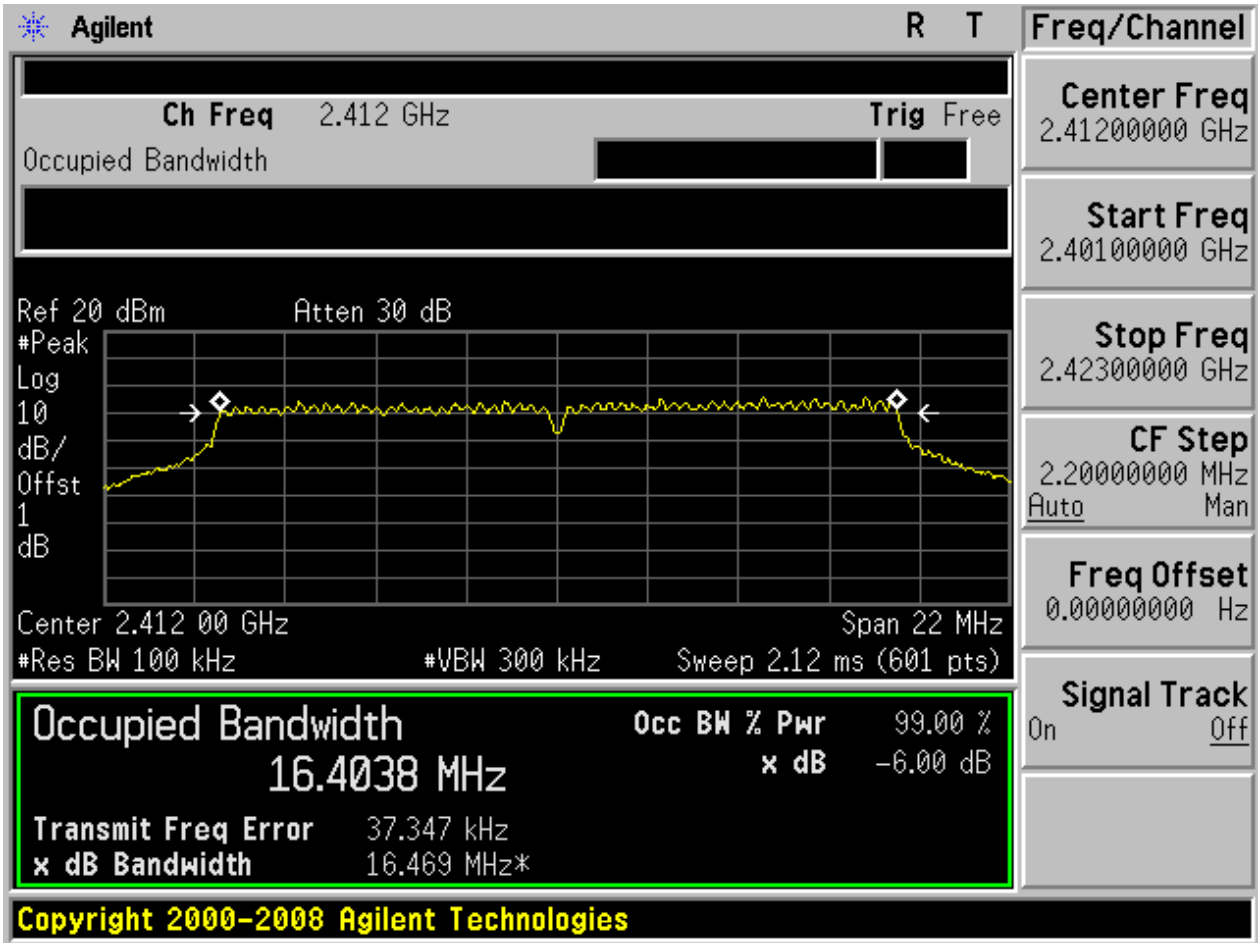 Agilent R T
Freq/Channel
Ch Freq 2.412 GHz Trig Free
Occupied Bandwidth
Center Freq
2.41200000 GHz
Start Freq
2.40100000 GHz
Stop Freq
2.42300000 GHz
CF Step
2.20000000 MHz
Auto Man
Freq Offset
0.00000000 Hz
Signal Track
On Off
Ref 20 dBm Atten 30 dB
#Peak
Log
10
dB/
Offst
1
dB
Center 2.412 00 GHz Span 22 MHz
#Res BW 100 kHz #VBW 300 kHz Sweep 2.12 ms (601 pts)
Occupied Bandwidth
16.4038 MHz
Occ BW % Pwr 99.00 %
x dB -6.00 dB
Transmit Freq Error 37.347 kHz
x dB Bandwidth 16.469 MHz*
Copyright 2000-2008 Agilent Technologies